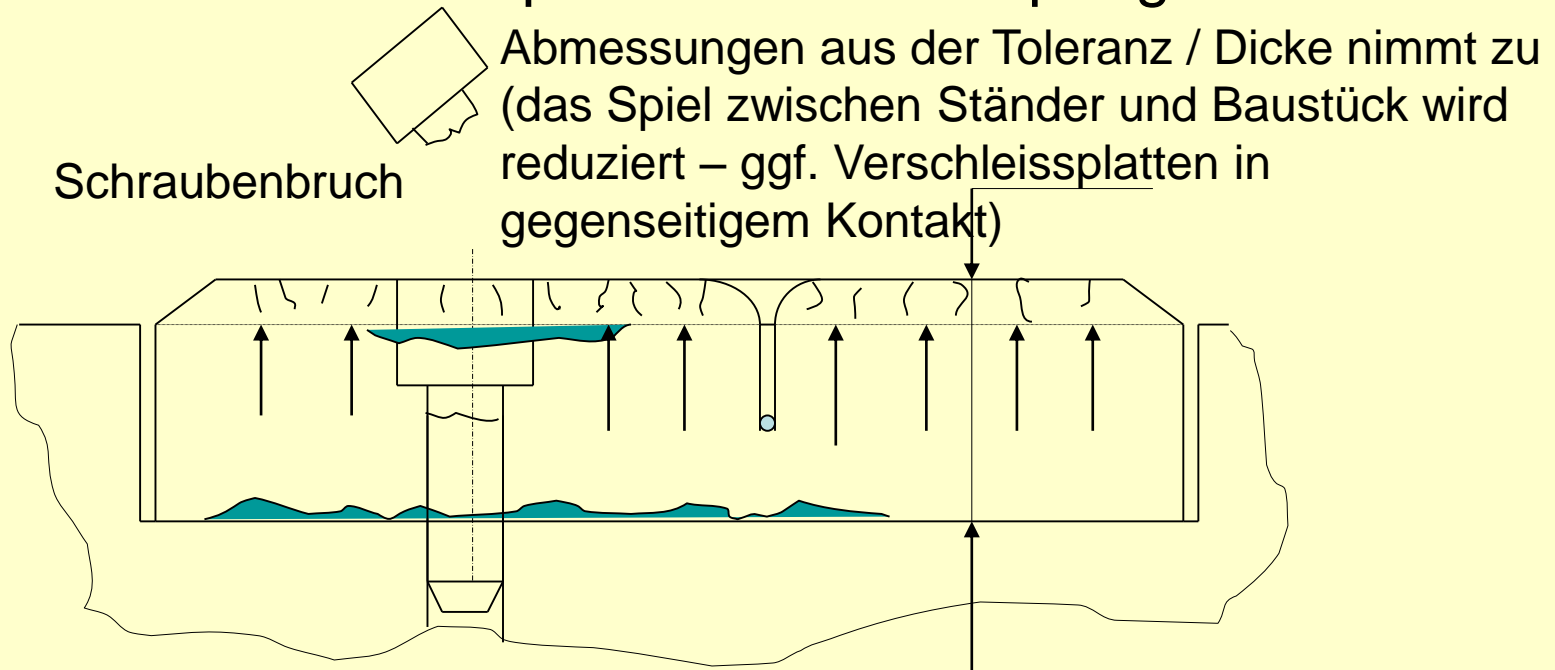 Abmessungen aus der Toleranz / Dicke nimmt zu
(das Spiel zwischen Ständer und Baustück wird
reduziert – ggf. Verschleissplatten in
gegenseitigem Kontakt)
Schraubenbruch